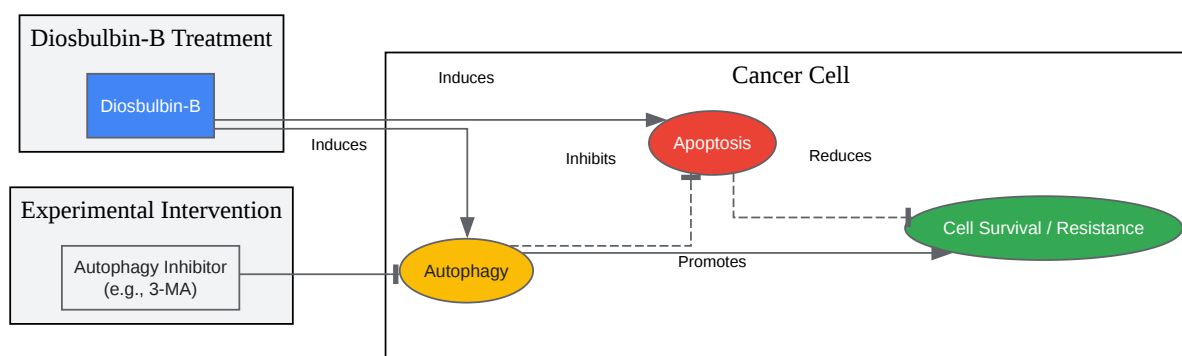 Diosbulbin-B Treatment
Diosbulbin-B
Induces
Cancer Cell
Induces
Inhibits
Apoptosis
Reduces
Experimental Intervention
Autophagy Inhibitor
(e.g., 3-MA)
Autophagy
Promotes
Cell Survival / Resistance